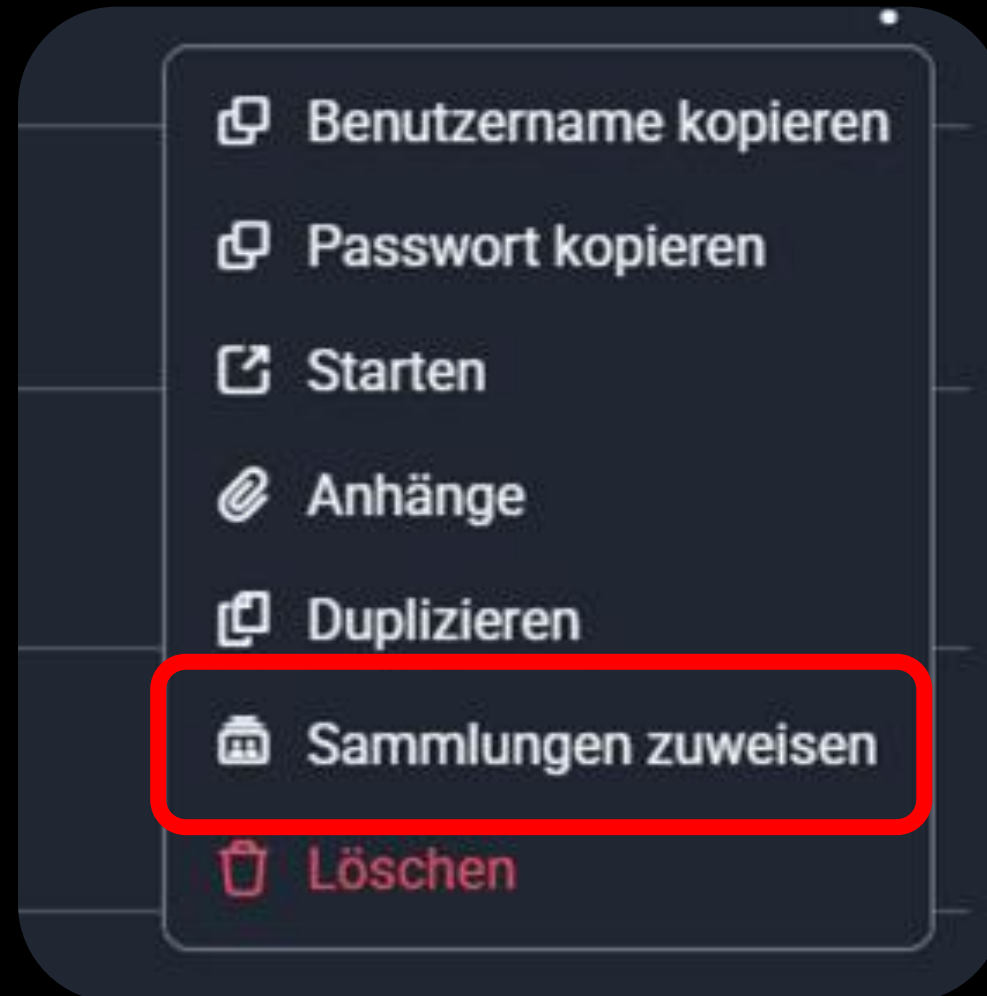 Benutzername kopieren
Passwort kopieren
Starten
Anhänge
Duplizieren
Sammlungen zuweisen
Löschen